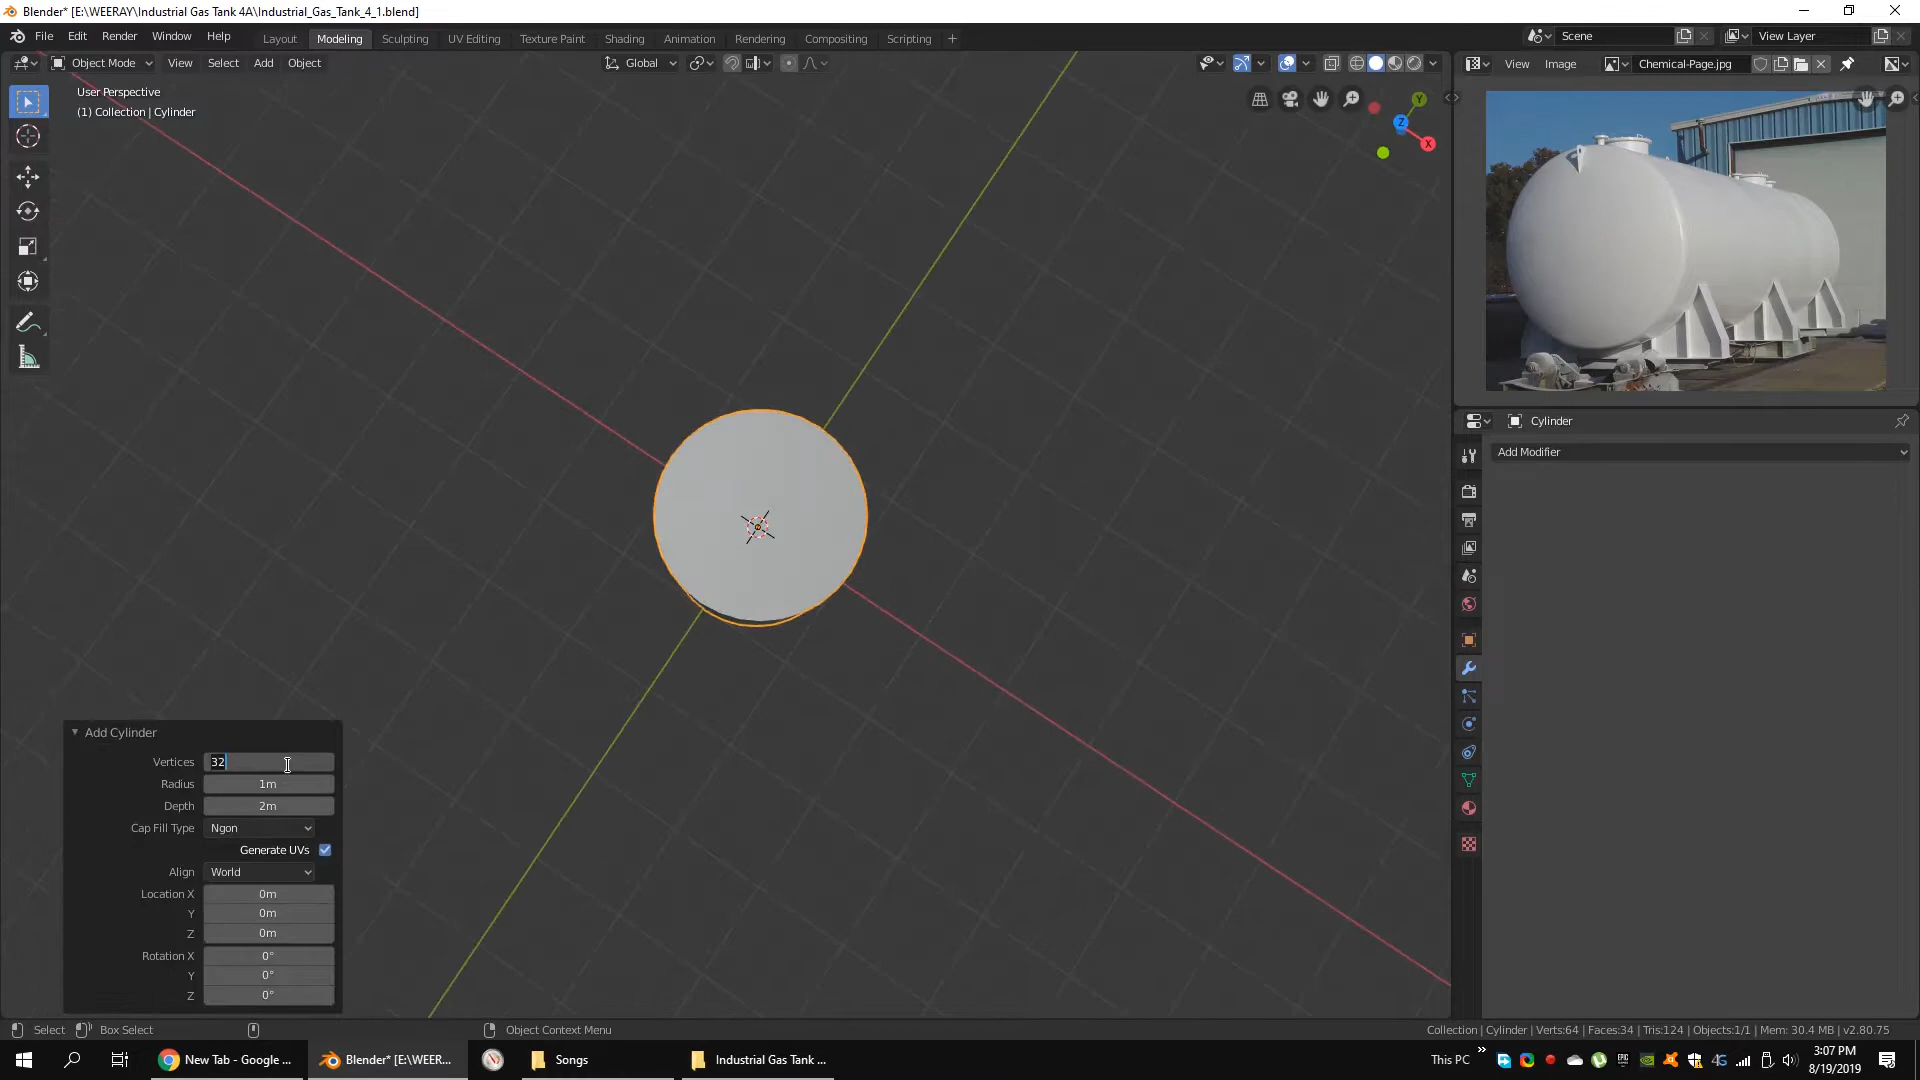 Blender* [E:\WEERAY\Industrial Gas Tank 4A\Industrial_Gas_Tank_4_1.blend]
File Edit Render Window Help
Layout Modeling Sculpting UV Editing Texture Paint Shading Animation Rendering Compositing Scripting
Scene View Layer
Object Mode View Select Add Object
Global
View Image Chemical-Page.jpg
User Perspective
(1) Collection | Cylinder
Y
Z
X
Cylinder
Add Modifier
Add Cylinder
Vertices 32
Radius 1m
Depth 2m
Cap Fill Type Ngon
Generate UVs
Align World
Location X 0m
Y 0m
Z 0m
Rotation X 0°
Y 0°
Z 0°
Select Box Select Object Context Menu
Collection | Cylinder | Verts:64 | Faces:34 | Tris:124 | Objects:1/1 | Mem: 30.4 MB | v2.80.75
New Tab - Google ... Blender* [E:\WEER... Songs Industrial Gas Tank ... This PC 4G 3:07 PM
8/19/2019